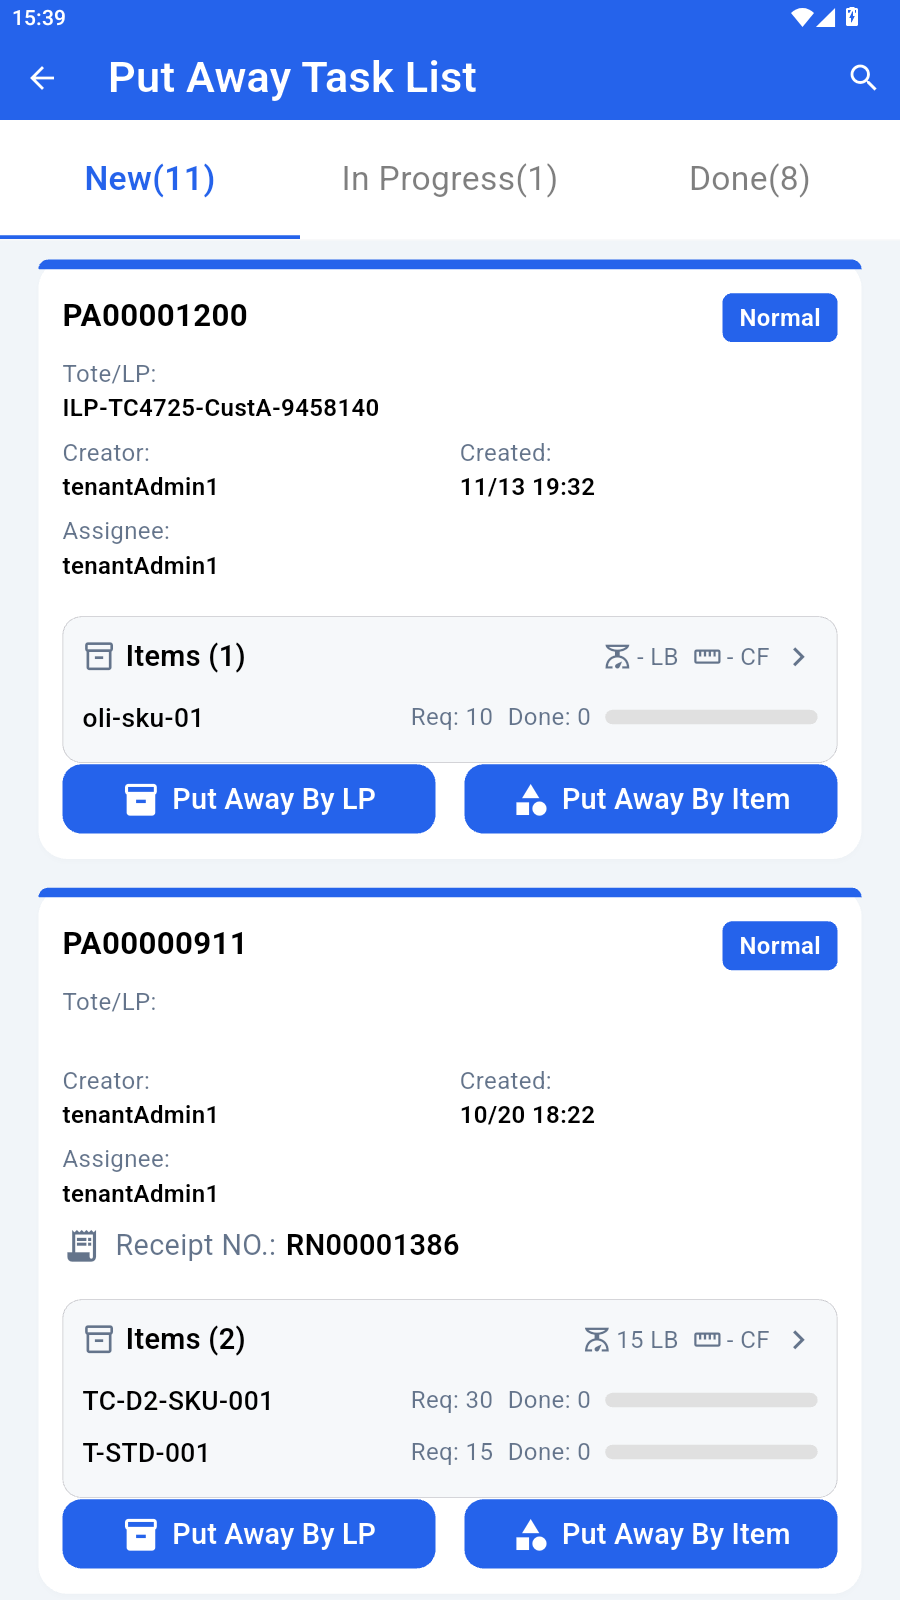 15:39
Put Away Task List
New(11) In Progress(1) Done(8)
PA00001200 Normal
Tote/LP:
ILP-TC4725-CustA-9458140
Creator: Created:
tenantAdmin1 11/13 19:32
Assignee:
tenantAdmin1
Items (1) - LB - CF
oli-sku-01 Req: 10 Done: 0
Put Away By LP Put Away By Item
PA00000911 Normal
Tote/LP:
Creator: Created:
tenantAdmin1 10/20 18:22
Assignee:
tenantAdmin1
Receipt NO.: RN00001386
Items (2) 15 LB - CF
TC-D2-SKU-001 Req: 30 Done: 0
T-STD-001 Req: 15 Done: 0
Put Away By LP Put Away By Item